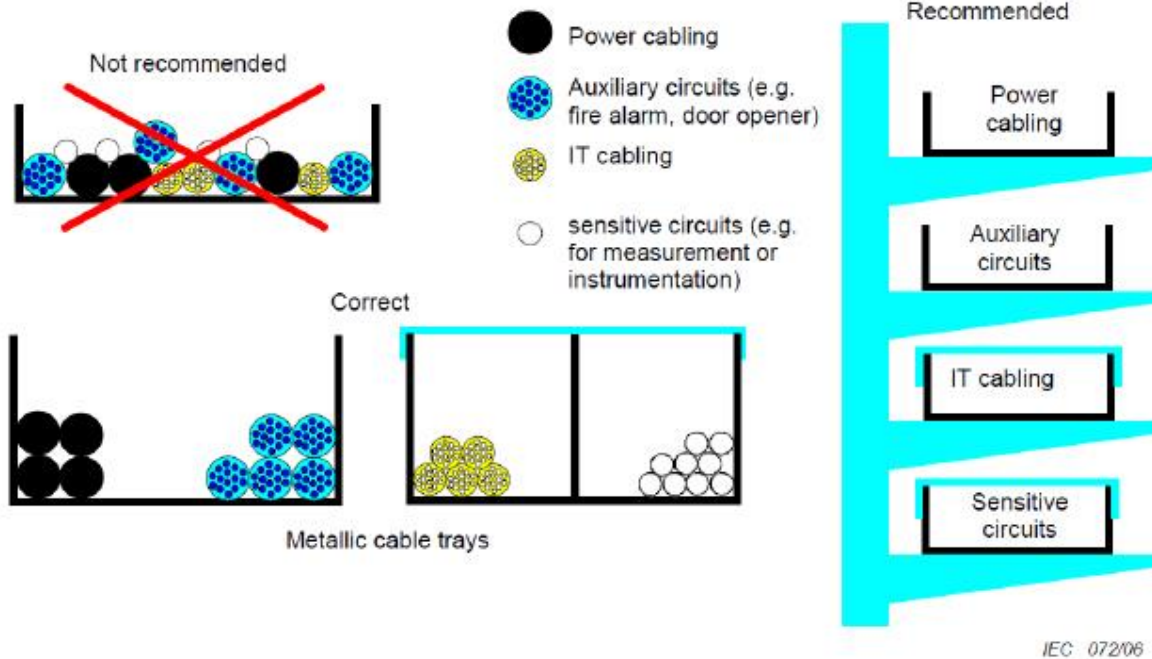 Not recommended
Power cabling
Auxiliary circuits (e.g.
fire alarm, door opener)
IT cabling
sensitive circuits (e.g.
for measurement or
instrumentation)
Correct
Metallic cable trays
Recommended
Power
cabling
Auxiliary
circuits
IT cabling
Sensitive
circuits
IEC 072/06